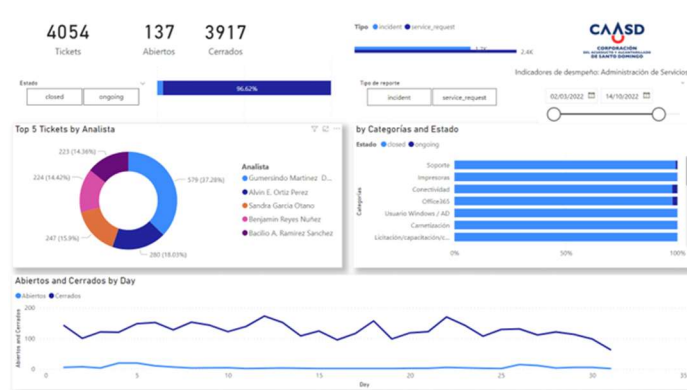 4054
Tickets
137
Abiertos
3917
Cerrados
Tipo incident service_request
2.4K
CAASD
CORPORACIÓN
DEL ACUEDUCTO Y ALCANTARILLADO
DE SANTO DOMINGO
Indicadores de desempeño: Administración de Servicios
Estado
closed ongoing
96.62%
Tipo de reporte
incident service_request
02/03/2022 14/10/2022
Top 5 Tickets by Analista
223 (14.36%)
224 (14.42%)
247 (15.9%)
280 (18.03%)
579 (37.28%)
Analista
Gumersindo Martinez D...
Alvin E. Ortiz Perez
Sandra Garcia Otano
Benjamin Reyes Nuñez
Bacilio A. Ramirez Sanchez
by Categorías and Estado
Estado closed ongoing
Categorías
Soporte
Impresoras
Conectividad
Office365
Usuario Windows / AD
Carnetización
Licitación/capacitación/c...
0% 50% 100%
Abiertos and Cerrados by Day
Abiertos Cerrados
Abiertos and Cerrados
200
100
0
0 5 10 15 20 25 30 35
Day